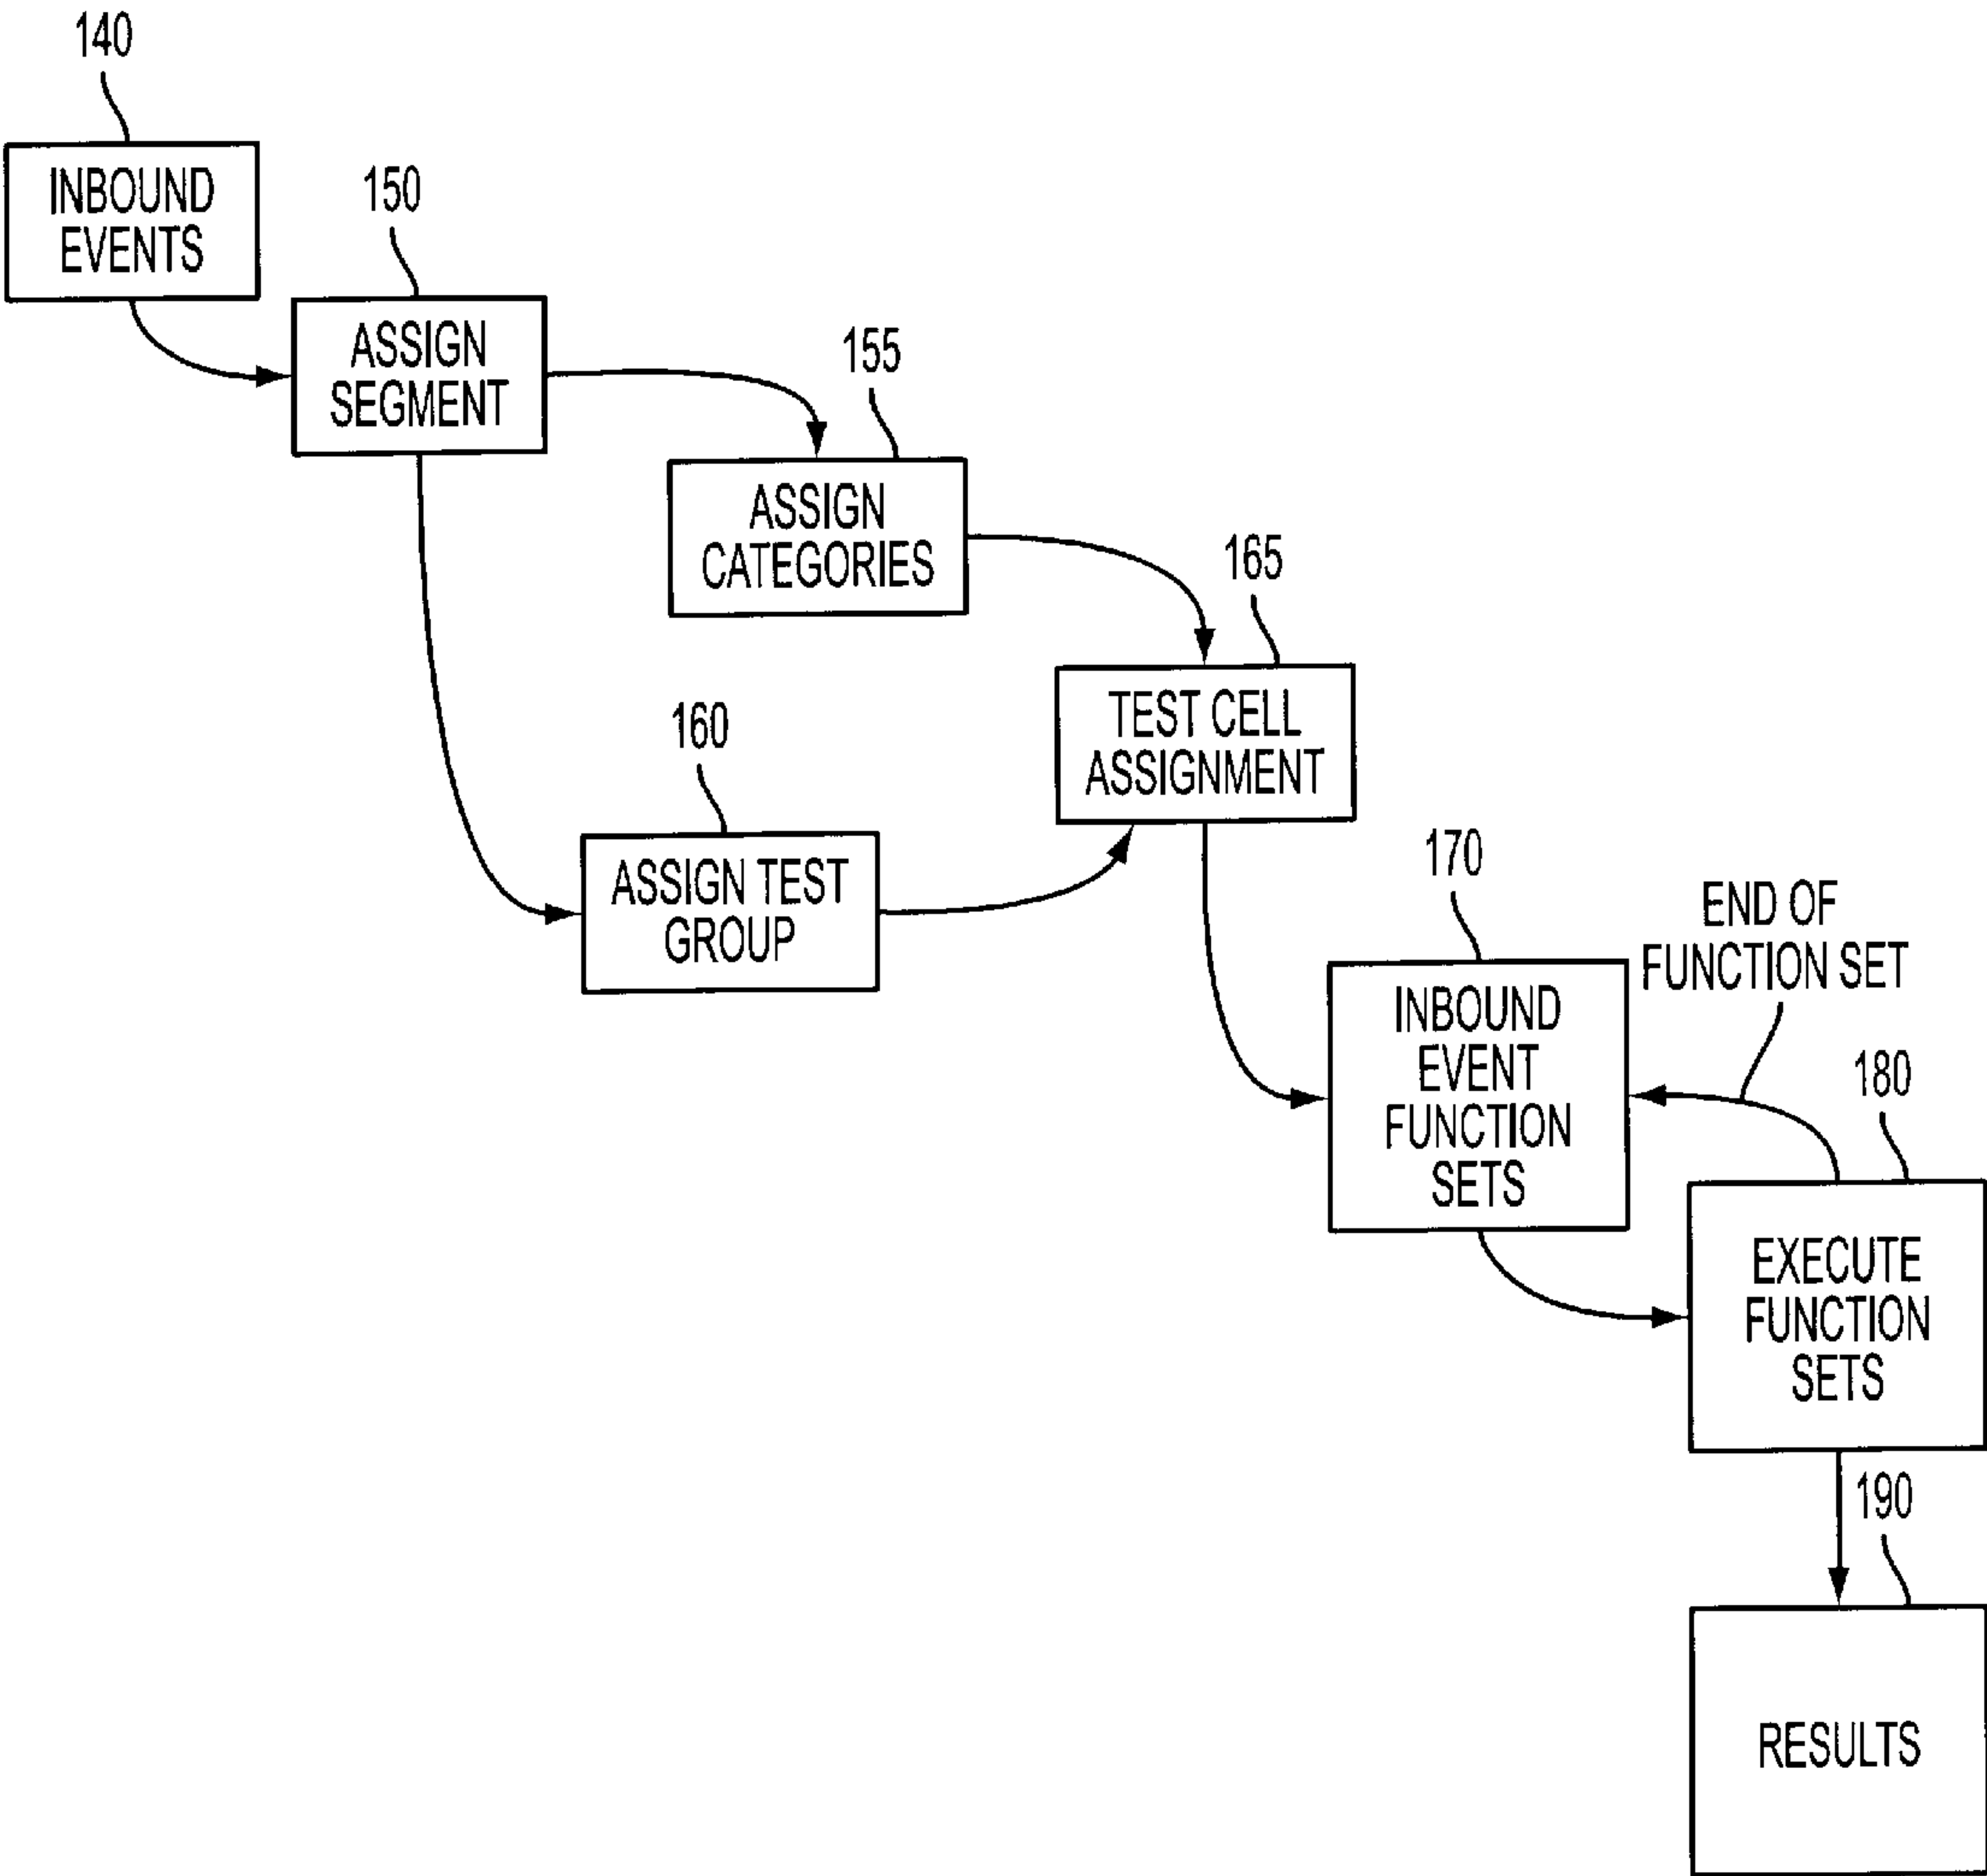 140
INBOUND
EVENTS
150
ASSIGN
SEGMENT
155
ASSIGN
CATEGORIES
165
TEST CELL
ASSIGNMENT
160
ASSIGN TEST
GROUP
170
INBOUND
EVENT
FUNCTION
SETS
END OF
FUNCTION SET
180
EXECUTE
FUNCTION
SETS
190
RESULTS